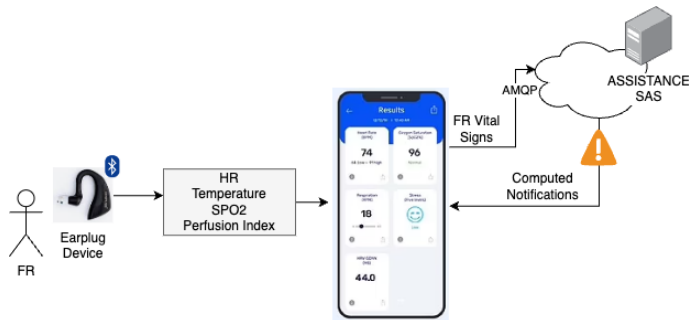 FR
Earplug
Device
HR
Temperature
SPO2
Perfusion Index
Results
Heart Rate
74
Oxygen Saturation
96
Normal
Respiration
18
Stress
Low
44.0
FR Vital
Signs
AMQP
ASSISTANCE
SAS
Computed
Notifications